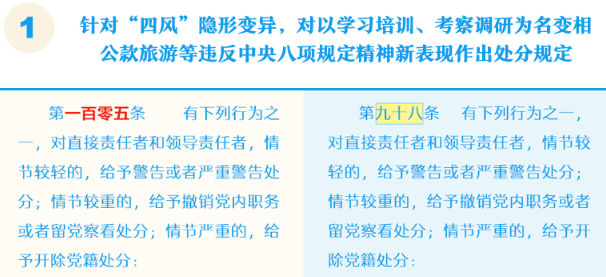 1
针对“四风”隐形变异，对以学习培训、考察调研为名变相
公款旅游等违反中央八项规定精神新表现作出处分规定
第一百零五条 有下列行为之
一，对直接责任者和领导责任者，情
节较轻的，给予警告或者严重警告处
分；情节较重的，给予撤销党内职务
或者留党察看处分；情节严重的，给
予开除党籍处分：
第九十八条 有下列行为之一，
对直接责任者和领导责任者，情节较
轻的，给予警告或者严重警告处分；
情节较重的，给予撤销党内职务或者
留党察看处分；情节严重的，给予开
除党籍处分：